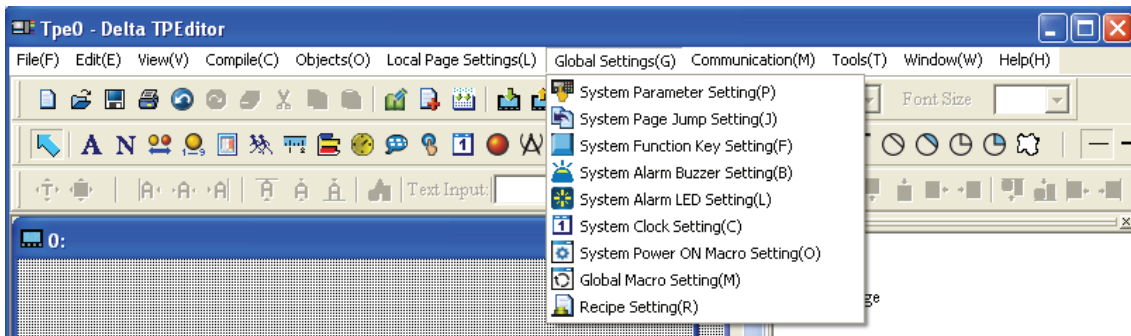 Tpe0 - Delta TPEditor
File(F) Edit(E) View(V) Compile(C) Objects(O) Local Page Settings(L) Global Settings(G) Communication(M) Tools(T) Window(W) Help(H)
System Parameter Setting(P)
Font Size
System Page Jump Setting(J)
System Function Key Setting(F)
System Alarm Buzzer Setting(B)
Text Input:
System Alarm LED Setting(L)
System Clock Setting(C)
0:
System Power ON Macro Setting(O)
Global Macro Setting(M)
Recipe Setting(R)